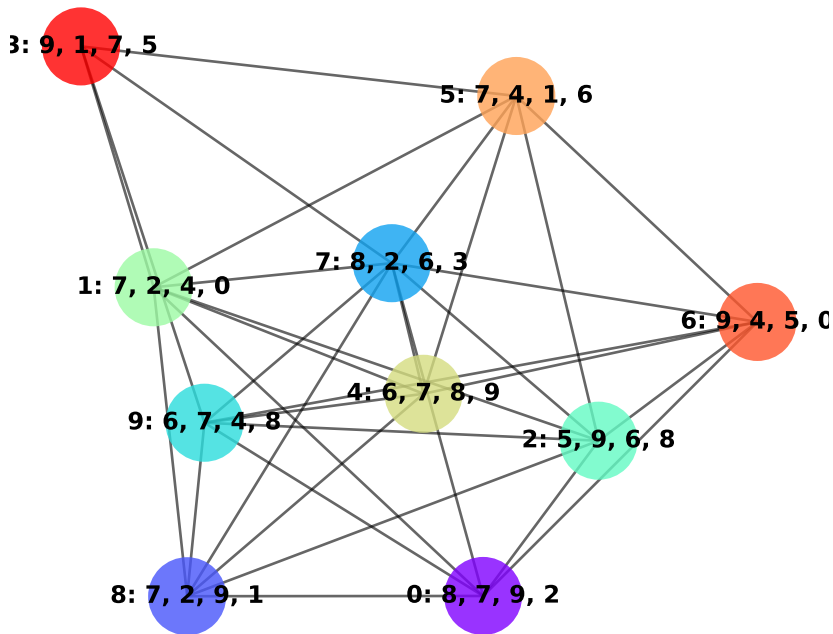 3: 9, 1, 7, 5
5: 7, 4, 1, 6
7: 8, 2, 6, 3
1: 7, 2, 4, 0
6: 9, 4, 5, 0
4: 6, 7, 8, 9
9: 6, 7, 4, 8
2: 5, 9, 6, 8
8: 7, 2, 9, 1
0: 8, 7, 9, 2